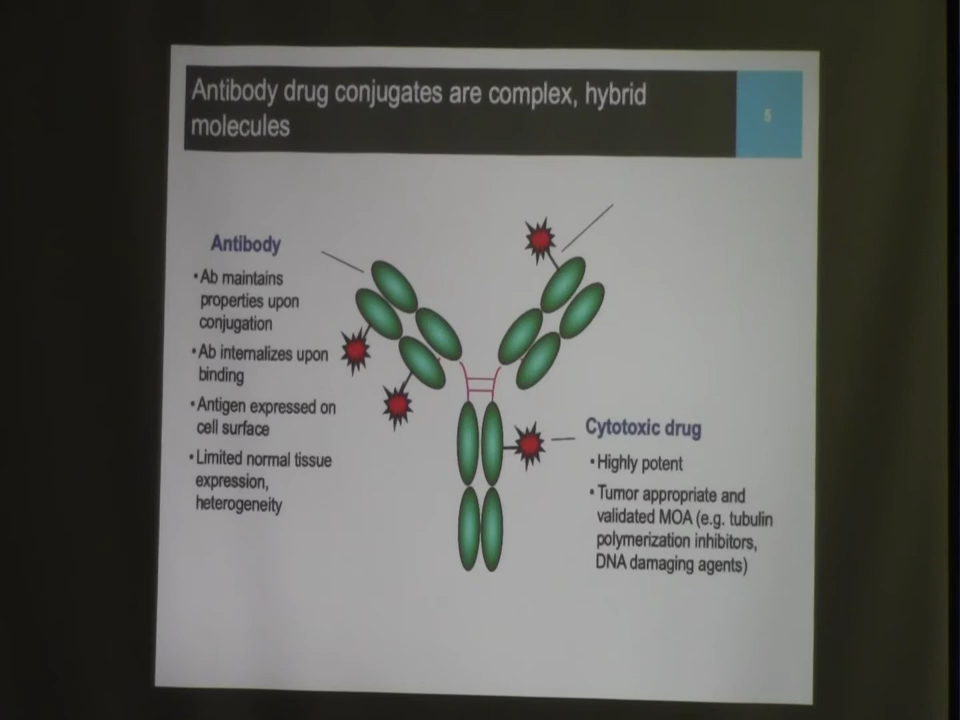 Antibody drug conjugates are complex, hybrid
molecules
5
Antibody
•Ab maintains
properties upon
conjugation
•Ab internalizes upon
binding
•Antigen expressed on
cell surface
•Limited normal tissue
expression,
heterogeneity
Cytotoxic drug
•Highly potent
•Tumor appropriate and
validated MOA (e.g. tubulin
polymerization inhibitors,
DNA damaging agents)